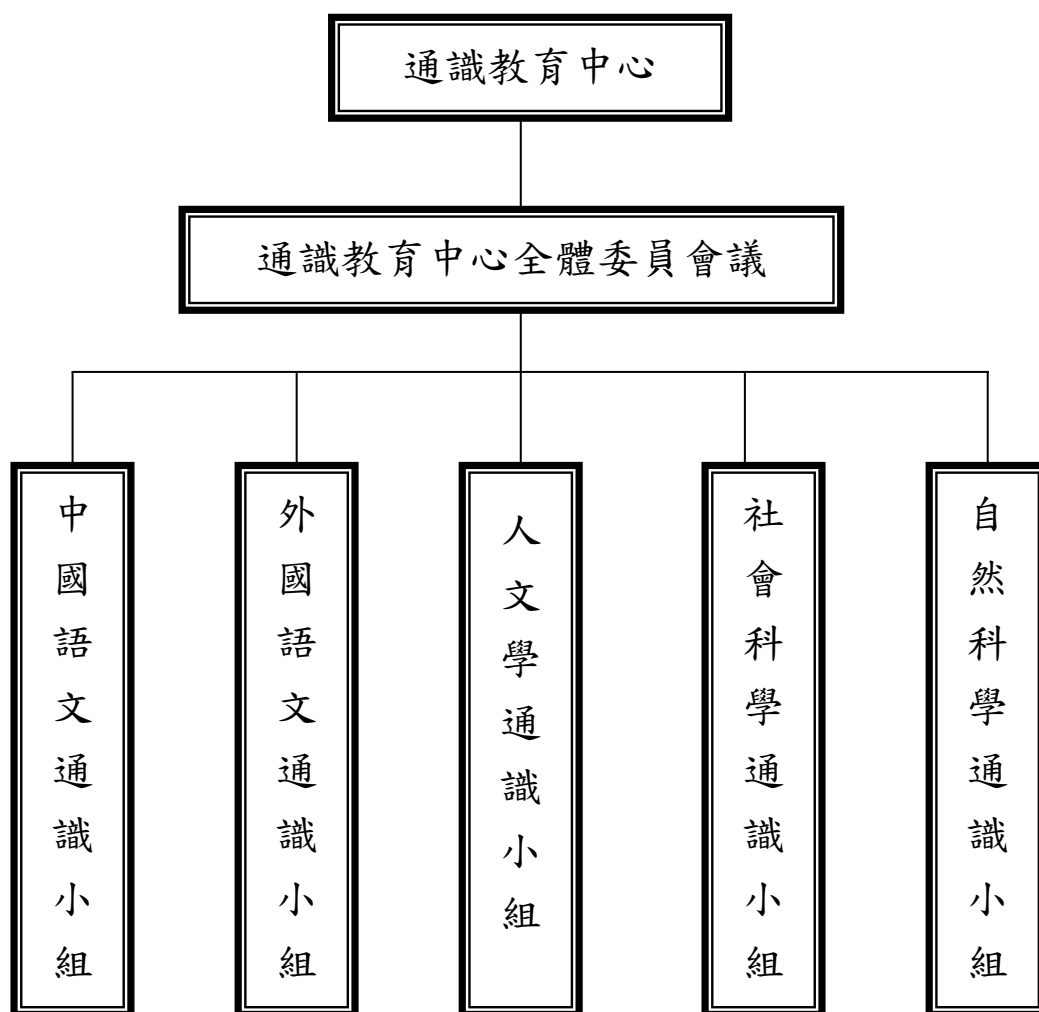 通識教育中心
通識教育中心全體委員會議
中國語文通識小組
外國語文通識小組
人文學通識小組
社會科學通識小組
自然科學通識小組